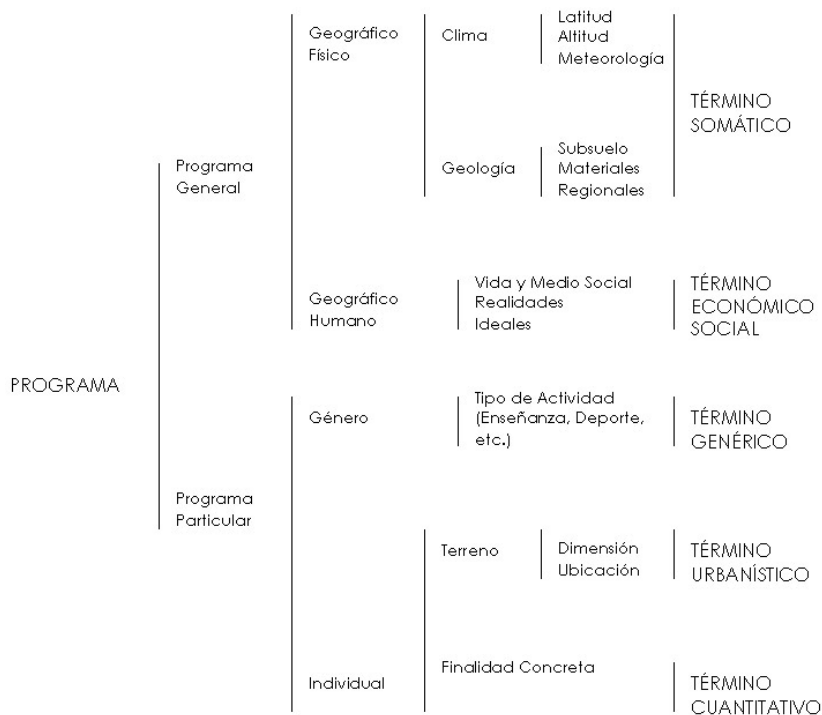 PROGRAMA
Programa
General
Geográfico
Físico
Clima
Latitud
Altitud
Meteorología
Geología
Subsuelo
Materiales
Regionales
TÉRMINO
SOMÁTICO
Geográfico
Humano
Vida y Medio Social
Realidades
Ideales
TÉRMINO
ECONÓMICO
SOCIAL
Programa
Particular
Género
Tipo de Actividad
(Enseñanza, Deporte,
etc.)
TÉRMINO
GENÉRICO
Individual
Terreno
Dimensión
Ubicación
TÉRMINO
URBANÍSTICO
Finalidad Concreta
TÉRMINO
CUANTITATIVO